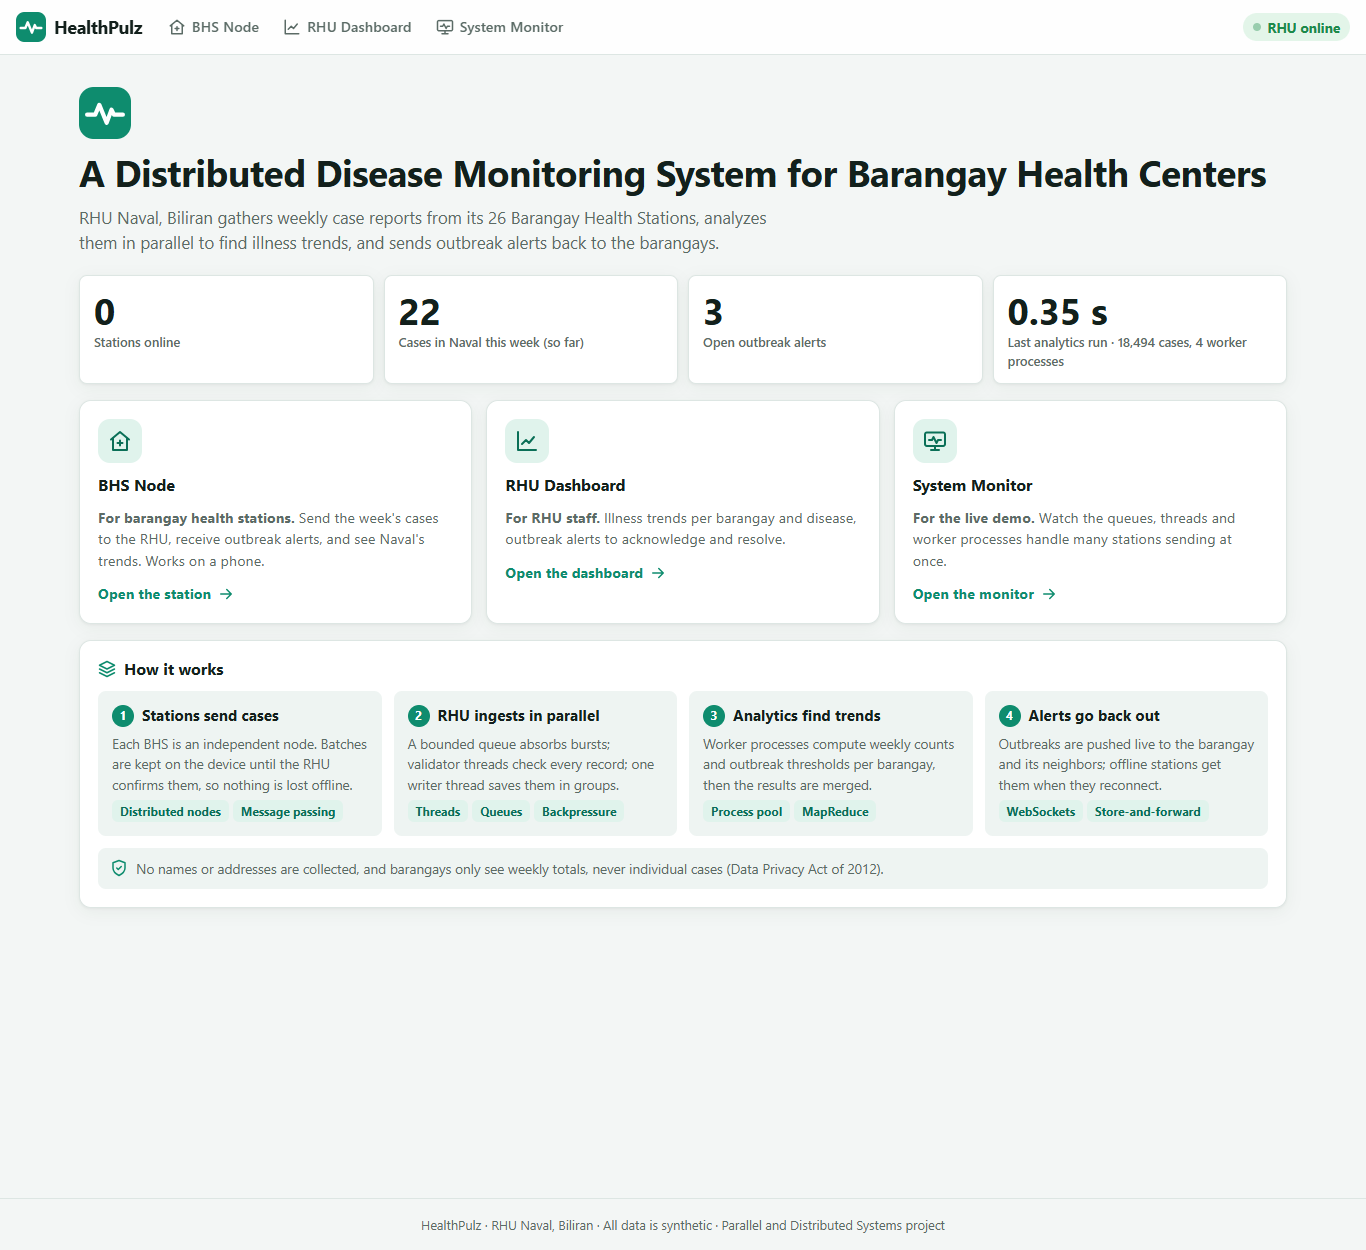 HealthPulz
BHS Node
RHU Dashboard
System Monitor
RHU online
A Distributed Disease Monitoring System for Barangay Health Centers
RHU Naval, Biliran gathers weekly case reports from its 26 Barangay Health Stations, analyzes
them in parallel to find illness trends, and sends outbreak alerts back to the barangays.
0
Stations online
22
Cases in Naval this week (so far)
3
Open outbreak alerts
0.35 s
Last analytics run · 18,494 cases, 4 worker
processes
BHS Node
For barangay health stations. Send the week's cases
to the RHU, receive outbreak alerts, and see Naval's
trends. Works on a phone.
Open the station →
RHU Dashboard
For RHU staff. Illness trends per barangay and disease,
outbreak alerts to acknowledge and resolve.
Open the dashboard →
System Monitor
For the live demo. Watch the queues, threads and
worker processes handle many stations sending at
once.
Open the monitor →
How it works
1 Stations send cases
Each BHS is an independent node. Batches
are kept on the device until the RHU
confirms them, so nothing is lost offline.
Distributed nodes Message passing
2 RHU ingests in parallel
A bounded queue absorbs bursts;
validator threads check every record; one
writer thread saves them in groups.
Threads Queues Backpressure
3 Analytics find trends
Worker processes compute weekly counts
and outbreak thresholds per barangay,
then the results are merged.
Process pool MapReduce
4 Alerts go back out
Outbreaks are pushed live to the barangay
and its neighbors; offline stations get
them when they reconnect.
WebSockets Store-and-forward
No names or addresses are collected, and barangays only see weekly totals, never individual cases (Data Privacy Act of 2012).
HealthPulz · RHU Naval, Biliran · All data is synthetic · Parallel and Distributed Systems project